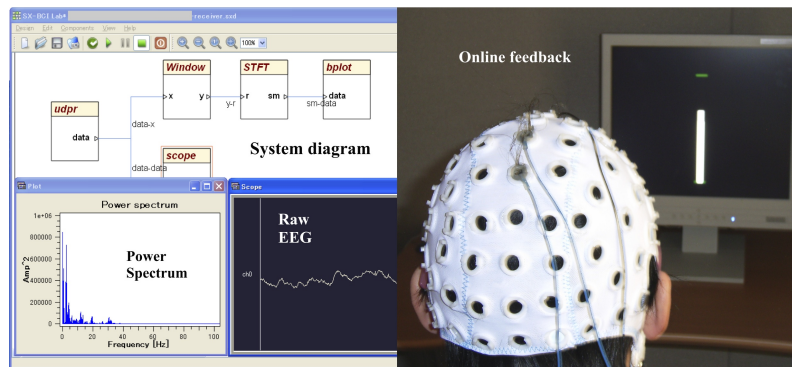 SX-BCI Lab#
receiver.sxd
Design Edit Components View Help
100%
Window
STFT
bplot
x y
r sm
data
udpr
data
data-x
y-r
sm-data
scope
data-data
System diagram
Plot
Power spectrum
1e+06
800000
600000
400000
200000
0
Amp^2
0 20 40 60 80 100
Frequency [Hz]
Power
Spectrum
Scope
ch0
Raw
EEG
Online feedback